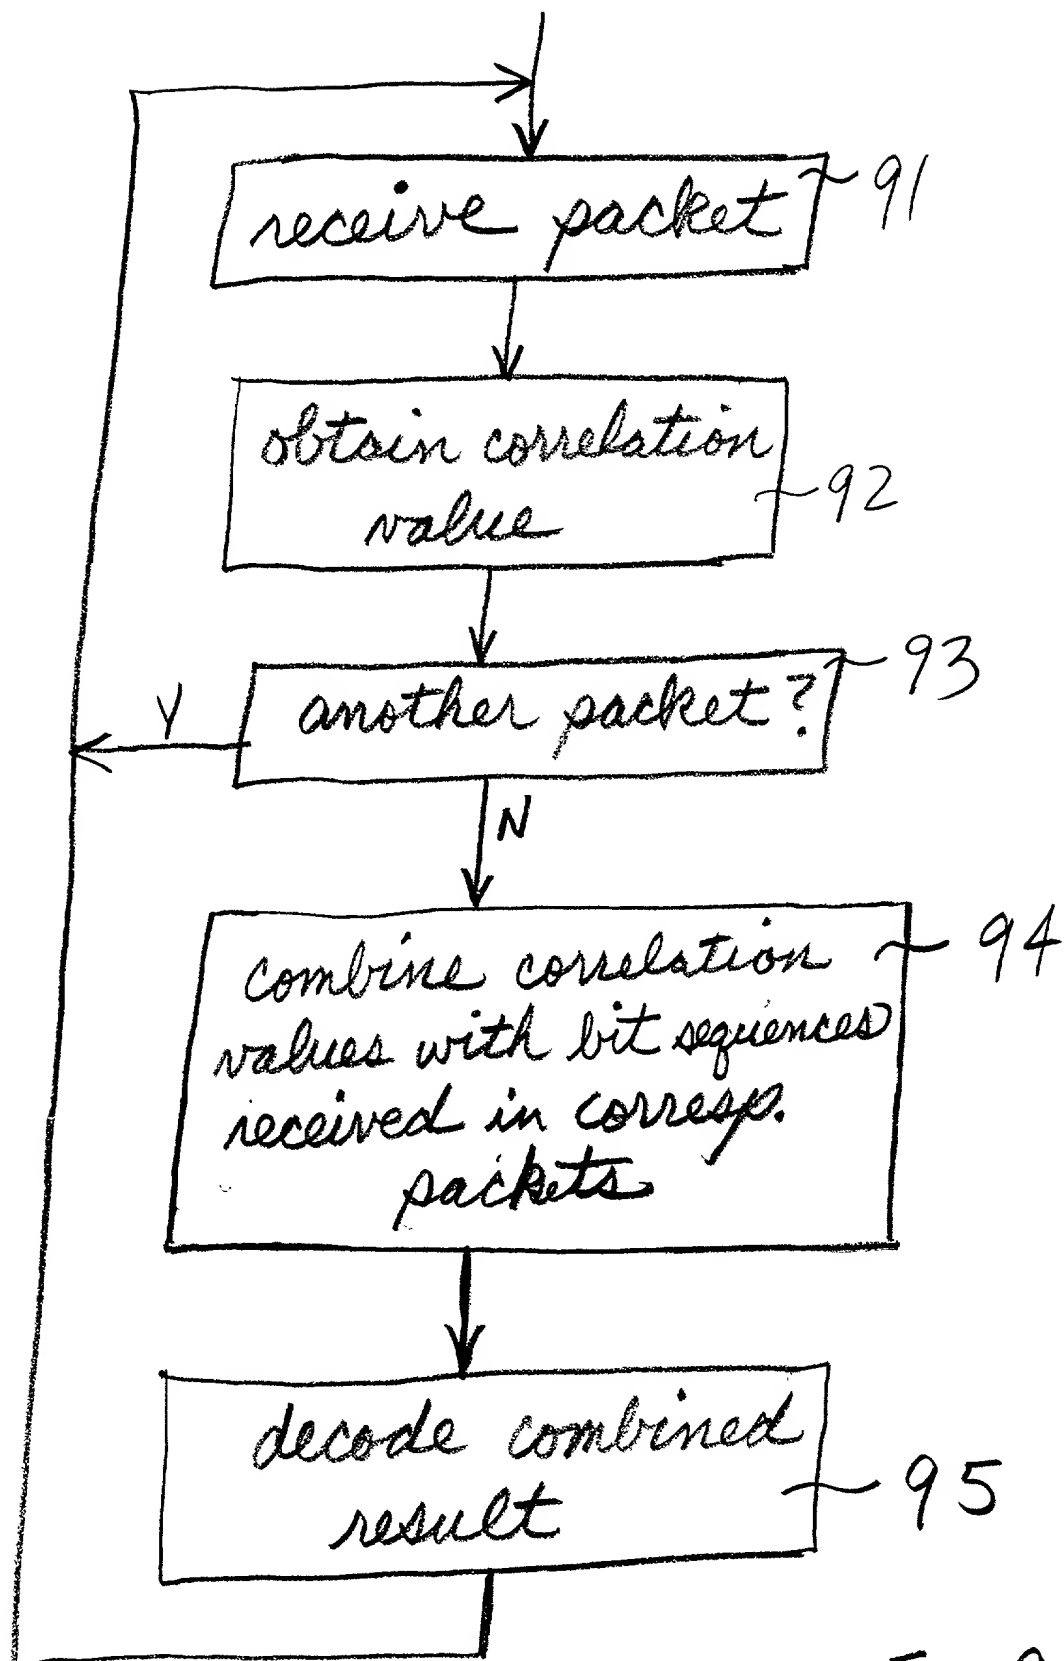 receive packet
91
obtain correlation
value
92
another packet?
93
Y
N
combine correlation
values with bit sequences
received in corresp.
packets
94
decode combined
result
95